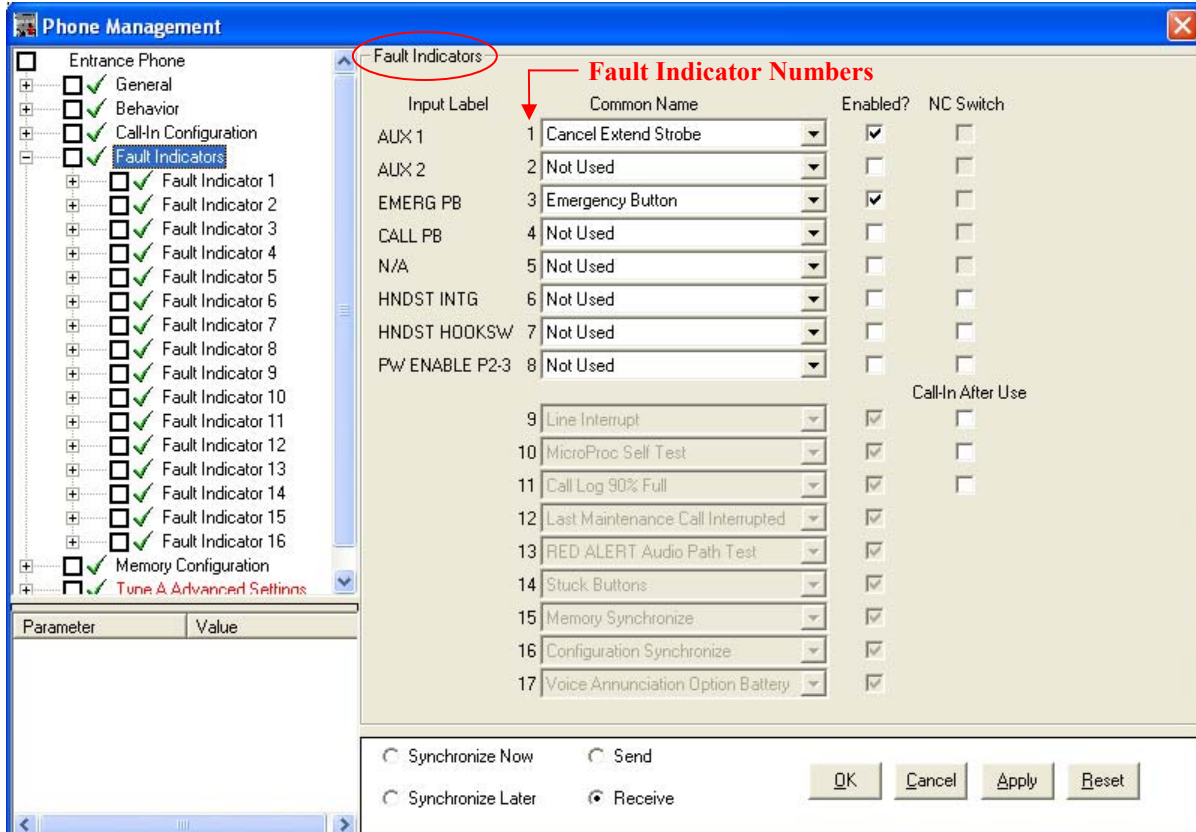 Phone Management
Entrance Phone
General
Behavior
Call-In Configuration
Fault Indicators
Fault Indicator 1
Fault Indicator 2
Fault Indicator 3
Fault Indicator 4
Fault Indicator 5
Fault Indicator 6
Fault Indicator 7
Fault Indicator 8
Fault Indicator 9
Fault Indicator 10
Fault Indicator 11
Fault Indicator 12
Fault Indicator 13
Fault Indicator 14
Fault Indicator 15
Fault Indicator 16
Memory Configuration
Type A Advanced Settings
Parameter Value
Fault Indicators
Fault Indicator Numbers
Input Label Common Name Enabled? NC Switch
AUX 1 1 Cancel Extend Strobe
AUX 2 2 Not Used
EMERG PB 3 Emergency Button
CALL PB 4 Not Used
N/A 5 Not Used
HNDST INTG 6 Not Used
HNDST HOOKSW 7 Not Used
PW ENABLE P2-3 8 Not Used
Call-In After Use
9 Line Interrupt
10 MicroProc Self Test
11 Call Log 90% Full
12 Last Maintenance Call Interrupted
13 RED ALERT Audio Path Test
14 Stuck Buttons
15 Memory Synchronize
16 Configuration Synchronize
17 Voice Annunciation Option Battery
Synchronize Now Send
Synchronize Later Receive
OK Cancel Apply Reset